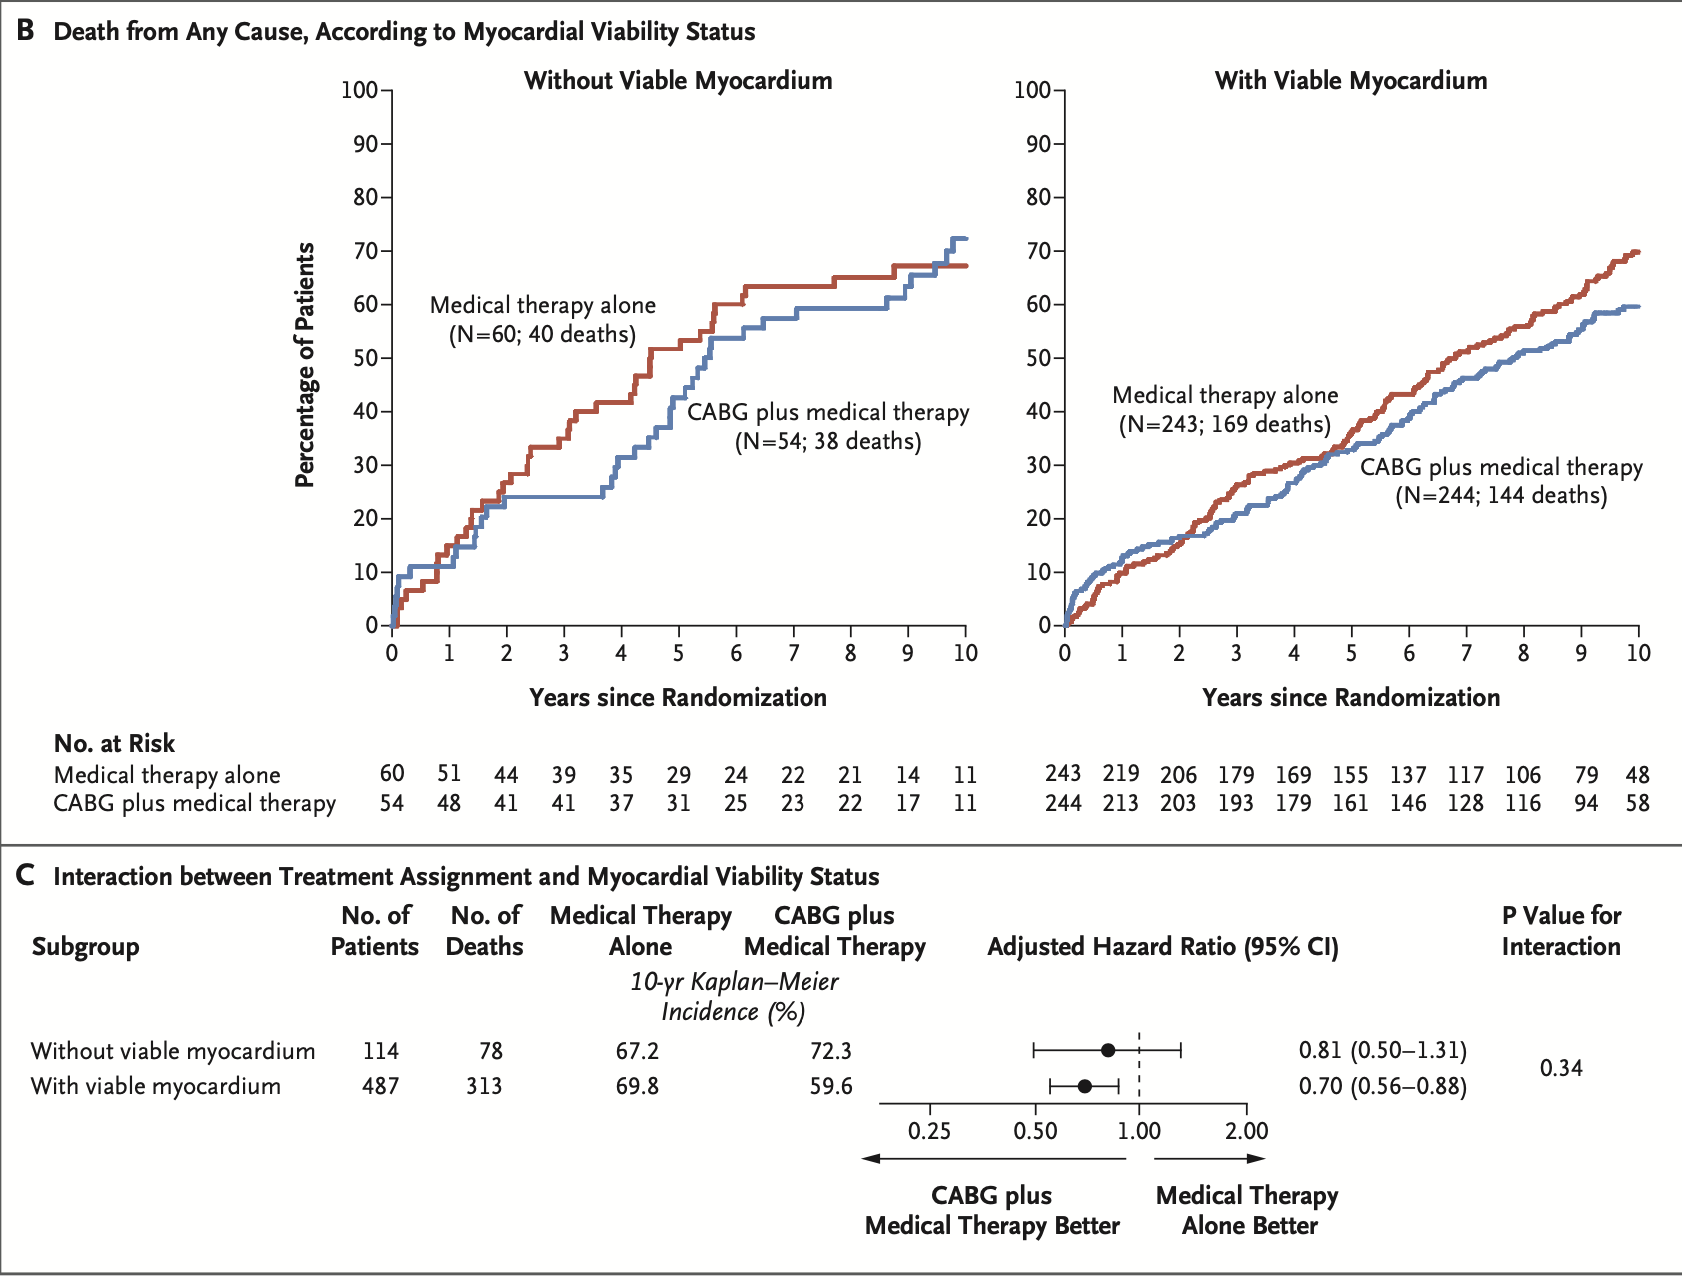 B Death from Any Cause, According to Myocardial Viability Status
Without Viable Myocardium
100
90
80
70
60
50
40
30
20
10
0
Percentage of Patients
Medical therapy alone
(N=60; 40 deaths)
CABG plus medical therapy
(N=54; 38 deaths)
0 1 2 3 4 5 6 7 8 9 10
Years since Randomization
With Viable Myocardium
100
90
80
70
60
50
40
30
20
10
0
Medical therapy alone
(N=243; 169 deaths)
CABG plus medical therapy
(N=244; 144 deaths)
0 1 2 3 4 5 6 7 8 9 10
Years since Randomization
No. at Risk
Medical therapy alone 60 51 44 39 35 29 24 22 21 14 11 243 219 206 179 169 155 137 117 106 79 48
CABG plus medical therapy 54 48 41 41 37 31 25 23 22 17 11 244 213 203 193 179 161 146 128 116 94 58
C Interaction between Treatment Assignment and Myocardial Viability Status
Subgroup
No. of
Patients
No. of
Deaths
Medical Therapy
Alone
CABG plus
Medical Therapy
Adjusted Hazard Ratio (95% CI)
P Value for
Interaction
10-yr Kaplan–Meier
Incidence (%)
Without viable myocardium 114 78 67.2 72.3 0.81 (0.50–1.31)
With viable myocardium 487 313 69.8 59.6 0.70 (0.56–0.88)
0.34
0.25 0.50 1.00 2.00
CABG plus
Medical Therapy Better
Medical Therapy
Alone Better